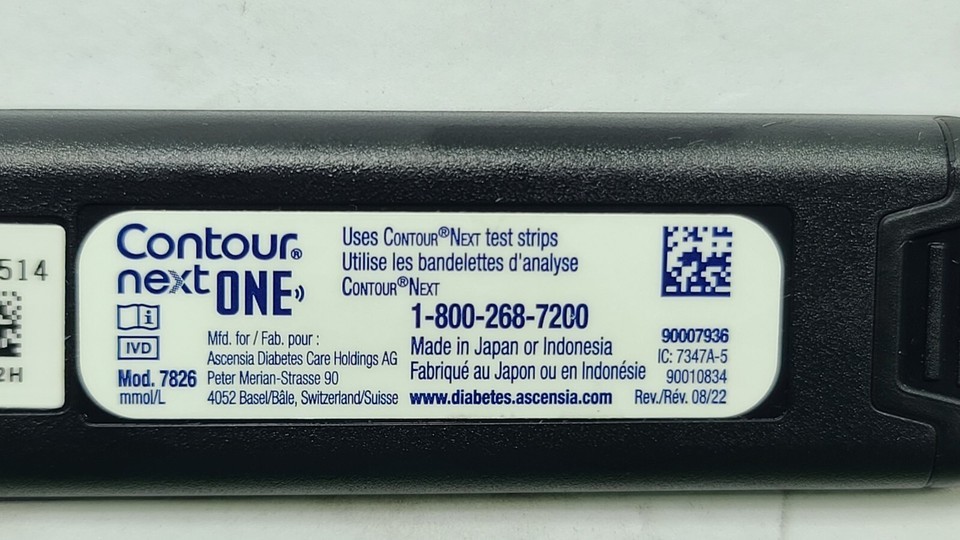 514
2H
Contour®
next ONE
IVD
Mod. 7826
mmol/L
Mfd. for / Fab. pour :
Ascensia Diabetes Care Holdings AG
Peter Merian-Strasse 90
4052 Basel/Bâle, Switzerland/Suisse
Uses CONTOUR®NEXT test strips
Utilise les bandelettes d'analyse
CONTOUR®NEXT
1-800-268-7200
Made in Japan or Indonesia
Fabriqué au Japon ou en Indonésie
www.diabetes.ascensia.com
90007936
IC: 7347A-5
90010834
Rev./Rév. 08/22